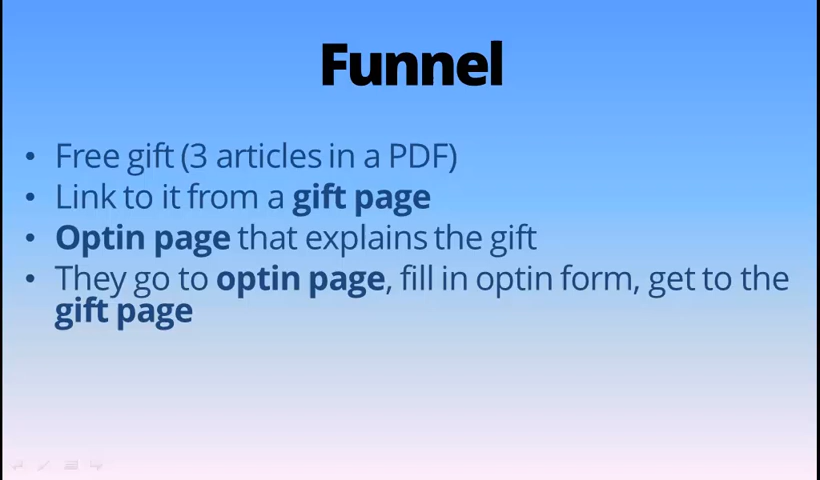 Funnel
• Free gift (3 articles in a PDF)
• Link to it from a gift page
• Optin page that explains the gift
• They go to optin page, fill in optin form, get to the
gift page